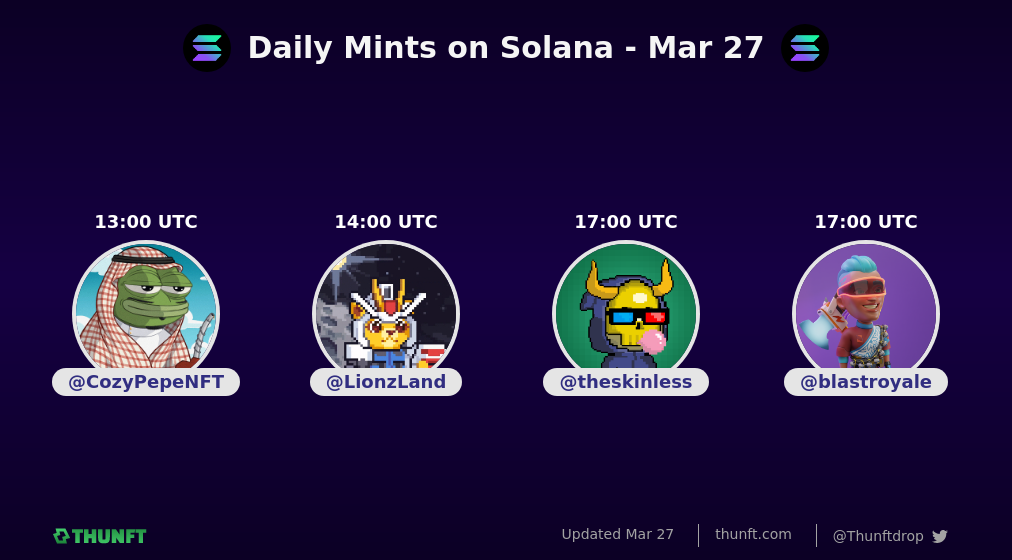 Daily Mints on Solana - Mar 27
13:00 UTC
14:00 UTC
17:00 UTC
17:00 UTC
@CozyPepeNFT
@LionzLand
@theskinless
@blastroyale
THUNFT
Updated Mar 27
thunft.com
@Thunftdrop